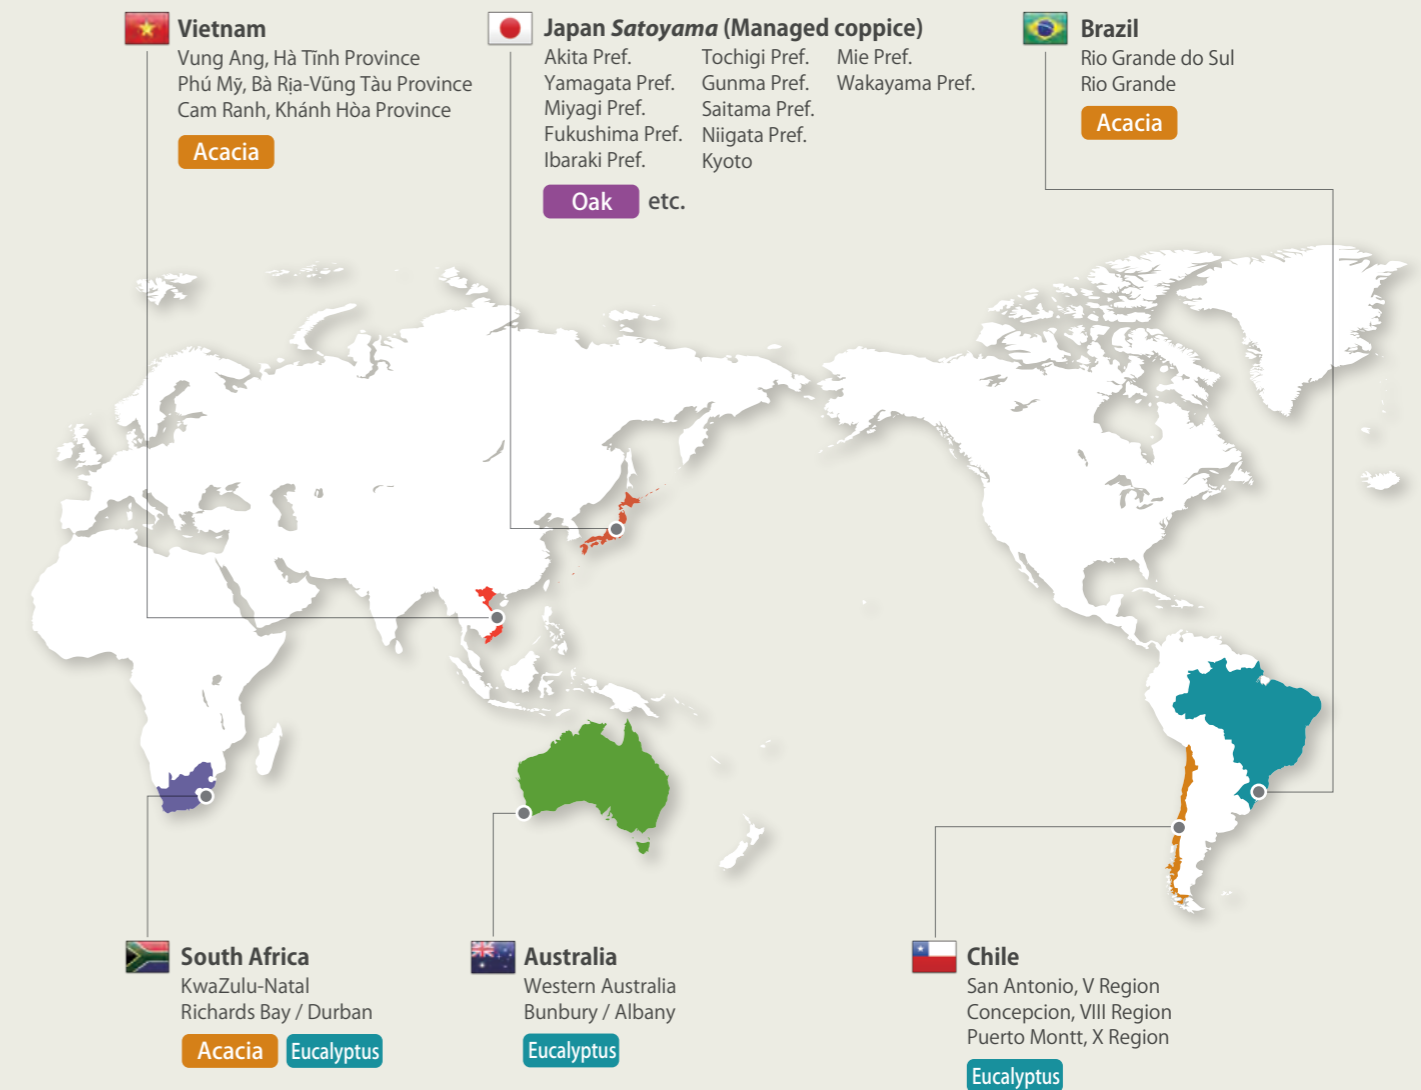 Vietnam
Vung Ang, Hà Tĩnh Province
Phú Mỹ, Bà Rịa-Vũng Tàu Province
Cam Ranh, Khánh Hòa Province
Acacia
Japan Satoyama (Managed coppice)
Akita Pref.
Yamagata Pref.
Miyagi Pref.
Fukushima Pref.
Ibaraki Pref.
Tochigi Pref.
Gunma Pref.
Saitama Pref.
Niigata Pref.
Kyoto
Mie Pref.
Wakayama Pref.
Oak etc.
Brazil
Rio Grande do Sul
Rio Grande
Acacia
South Africa
KwaZulu-Natal
Richards Bay / Durban
Acacia Eucalyptus
Australia
Western Australia
Bunbury / Albany
Eucalyptus
Chile
San Antonio, V Region
Concepcion, VIII Region
Puerto Montt, X Region
Eucalyptus